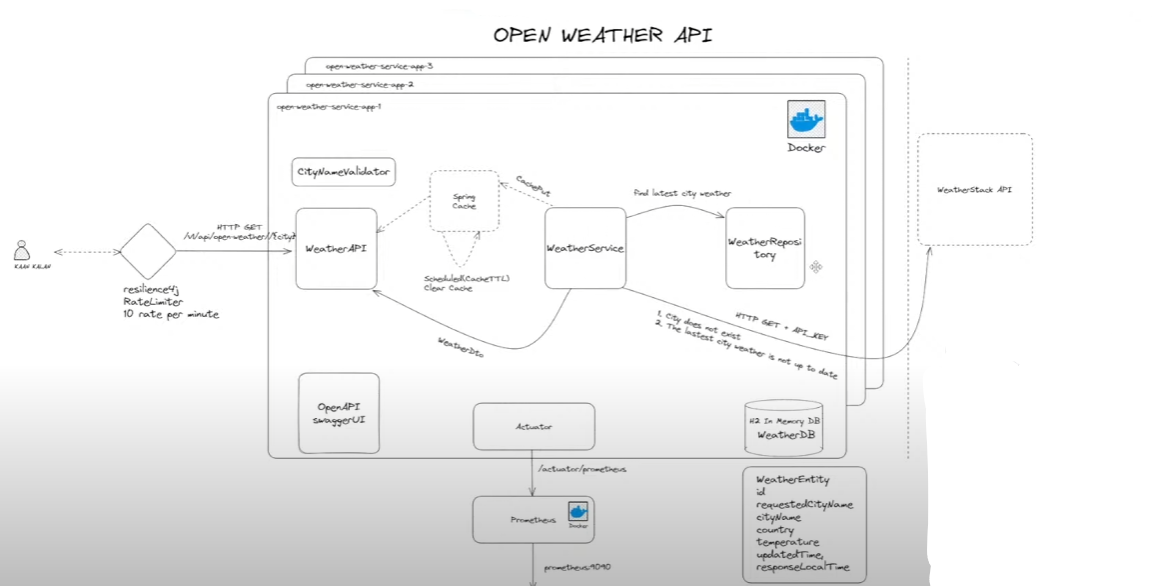 OPEN WEATHER API
open-weather-service-app-3
open-weather-service-app-2
open-weather-service-app-1
Docker
CityNameValidator
Spring
Cache
CachePut
Find latest city weather
WeatherStack API
HTTP GET
/v1/api/open-weather/{city}
WeatherAPI
WeatherService
WeatherReposi
tory
KAAN KALAN
resilience4j
RateLimiter
10 rate per minute
Scheduled(CacheTTL)
Clear Cache
HTTP GET + API_KEY
1. City does not exist
2. The lastest city weather is not up to date
WeatherDto
OpenAPI
swaggerUI
Actuator
H2 In Memory DB
WeatherDB
/actuator/prometheus
Prometheus
Docker
WeatherEntity
id
requestedCityName
cityName
country
temperature
updatedTime,
responseLocalTime
prometheus:9090